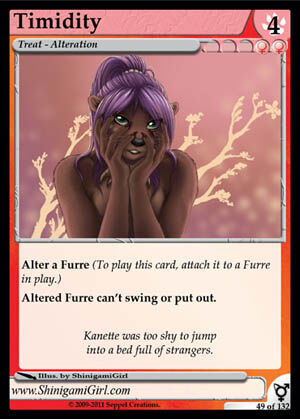 Timidity
4
Treat - Alteration
Alter a Furre (To play this card, attach it to a Furre
in play.)
Altered Furre can't swing or put out.
Kanette was too shy to jump
into a bed full of strangers.
Illus. by ShinigamiGirl
www.ShinigamiGirl.com
© 2009-2011 Seppel Creations.
49 of 132